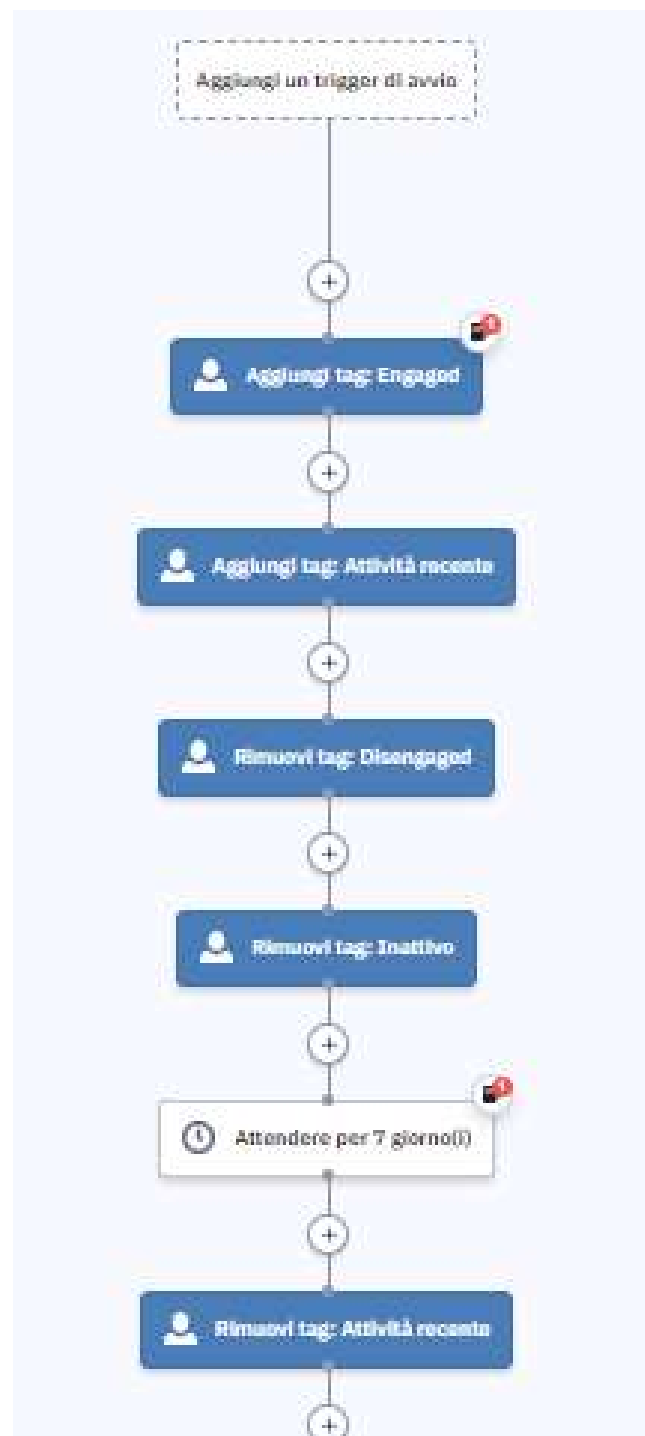 Aggiungi un trigger di avvio
Aggiungi tag: Engaged
Aggiungi tag: Attività recente
Rimuovi tag: Disengaged
Rimuovi tag: Inattivo
Attendere per 7 giorno(i)
Rimuovi tag: Attività recente